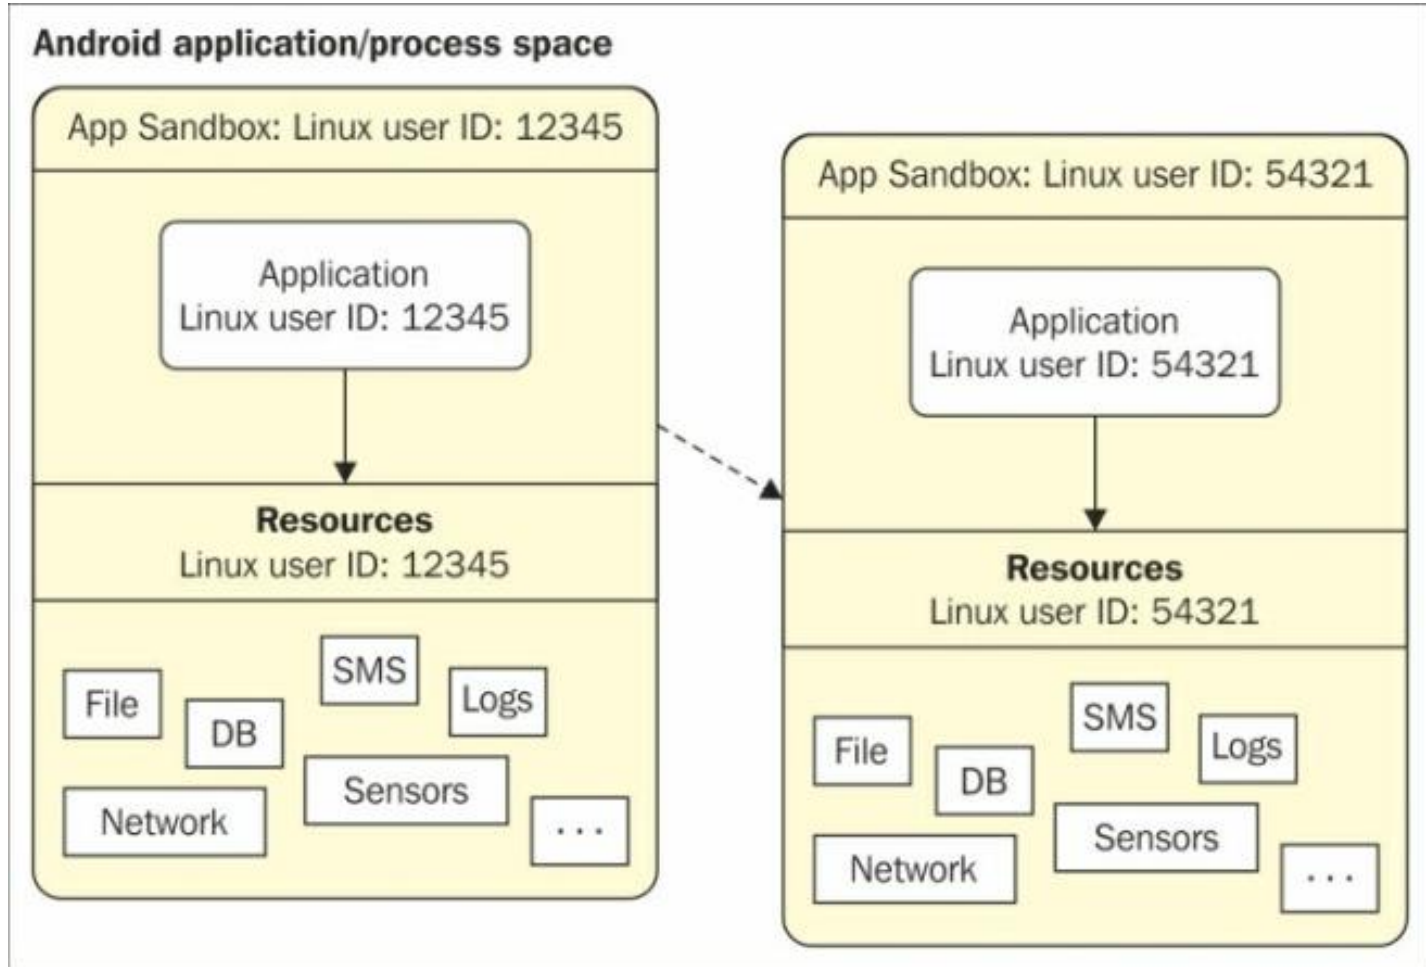 Android application/process space
App Sandbox: Linux user ID: 12345
Application
Linux user ID: 12345
Resources
Linux user ID: 12345
File
DB
SMS
Logs
Network
Sensors
...
App Sandbox: Linux user ID: 54321
Application
Linux user ID: 54321
Resources
Linux user ID: 54321
File
DB
SMS
Logs
Network
Sensors
...